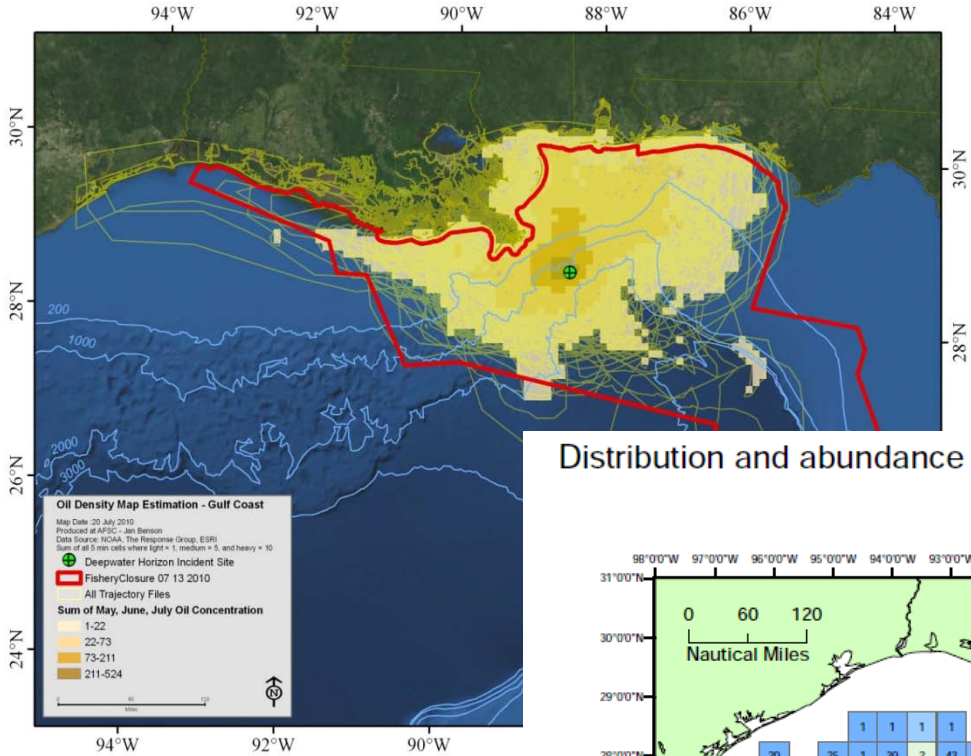 94°W 92°W 90°W 88°W 86°W 84°W
30°N 30°N
28°N 28°N
200
1000
2000
3000
26°N
24°N
Oil Density Map Estimation - Gulf Coast
Map Date :20 July 2010
Produced at AFSC - Jan Benson
Data Source: NOAA, The Response Group, ESRI
Sum of all 5 min cells where light = 1, medium = 5, and heavy = 10
Deepwater Horizon Incident Site
FisheryClosure 07 13 2010
All Trajectory Files
Sum of May, June, July Oil Concentration
1-22
22-73
73-211
211-524
0 60 120
Miles
N
94°W 92°W 90°W
Distribution and abundance
98°0'0"W 97°0'0"W 96°0'0"W 95°0'0"W 94°0'0"W
31°0'0"N
0 60 120
30°0'0"N
Nautical Miles
29°0'0"N
1 1 1 1